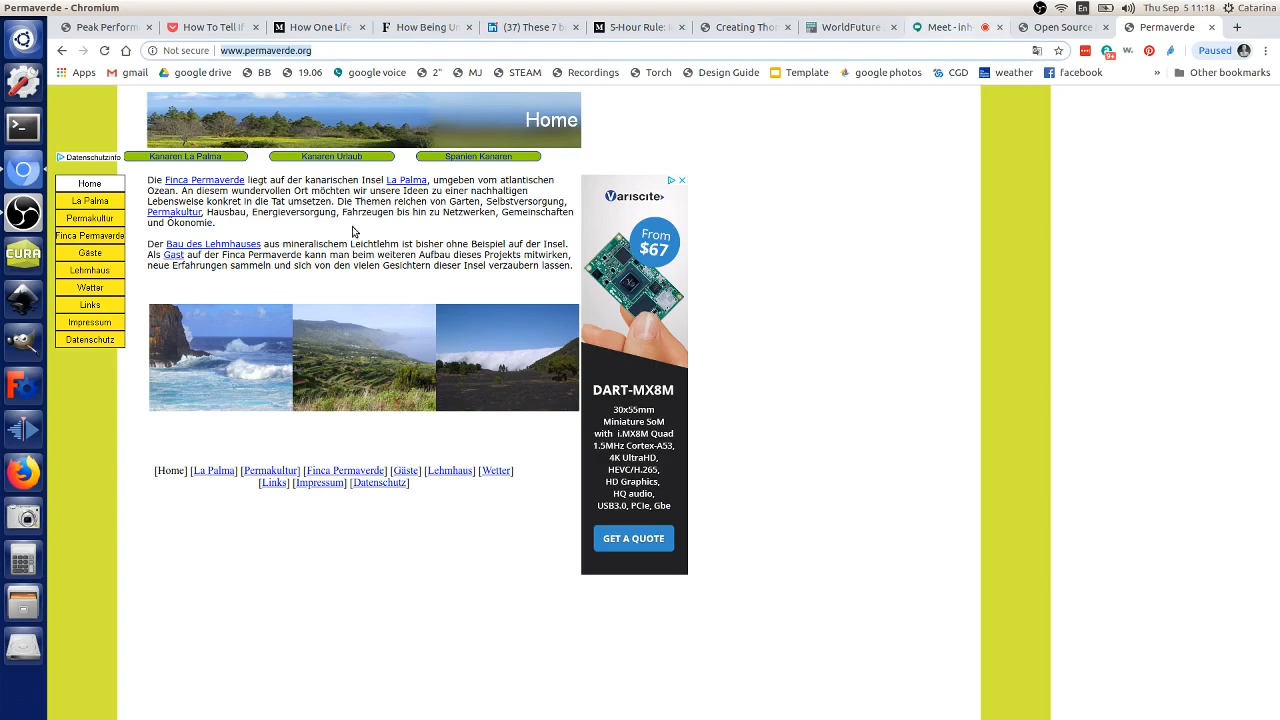 Permaverde - Chromium
En
Thu Sep 5 11:18
Catarina
Peak Perform
How To Tell If
How One Life
How Being Un
(37) These 7 b
5-Hour Rule: I
Creating Tho
WorldFuture
Meet - inh
Open Source
Permaverde
Not secure
www.permaverde.org
Paused
Apps
gmail
google drive
BB
19.06
google voice
2"
MJ
STEAM
Recordings
Torch
Design Guide
Template
google photos
CGD
weather
facebook
»
Other bookmarks
Home
Datenschutzinfo
Kanaren La Palma
Kanaren Urlaub
Spanien Kanaren
Home
La Palma
Permakultur
Finca Permaverde
Gäste
Lehmhaus
Wetter
Links
Impressum
Datenschutz
Die Finca Permaverde liegt auf der kanarischen Insel La Palma, umgeben vom atlantischen
Ozean. An diesem wundervollen Ort möchten wir unsere Ideen zu einer nachhaltigen
Lebensweise konkret in die Tat umsetzen. Die Themen reichen von Garten, Selbstversorgung,
Permakultur, Hausbau, Energieversorgung, Fahrzeugen bis hin zu Netzwerken, Gemeinschaften
und Ökonomie.
Der Bau des Lehmhauses aus mineralischem Leichtlehm ist bisher ohne Beispiel auf der Insel.
Als Gast auf der Finca Permaverde kann man beim weiteren Aufbau dieses Projekts mitwirken,
neue Erfahrungen sammeln und sich von den vielen Gesichtern dieser Insel verzaubern lassen.
[Home] [La Palma] [Permakultur] [Finca Permaverde] [Gäste] [Lehmhaus] [Wetter]
[Links] [Impressum] [Datenschutz]
VARISCITE
From
$67
DART-MX8M
30x55mm
Miniature SoM
with i.MX8M Quad
1.5MHz Cortex-A53,
4K UltraHD,
HEVC/H.265,
HD Graphics,
HQ audio,
USB3.0, PCIe, Gbe
GET A QUOTE
CURA